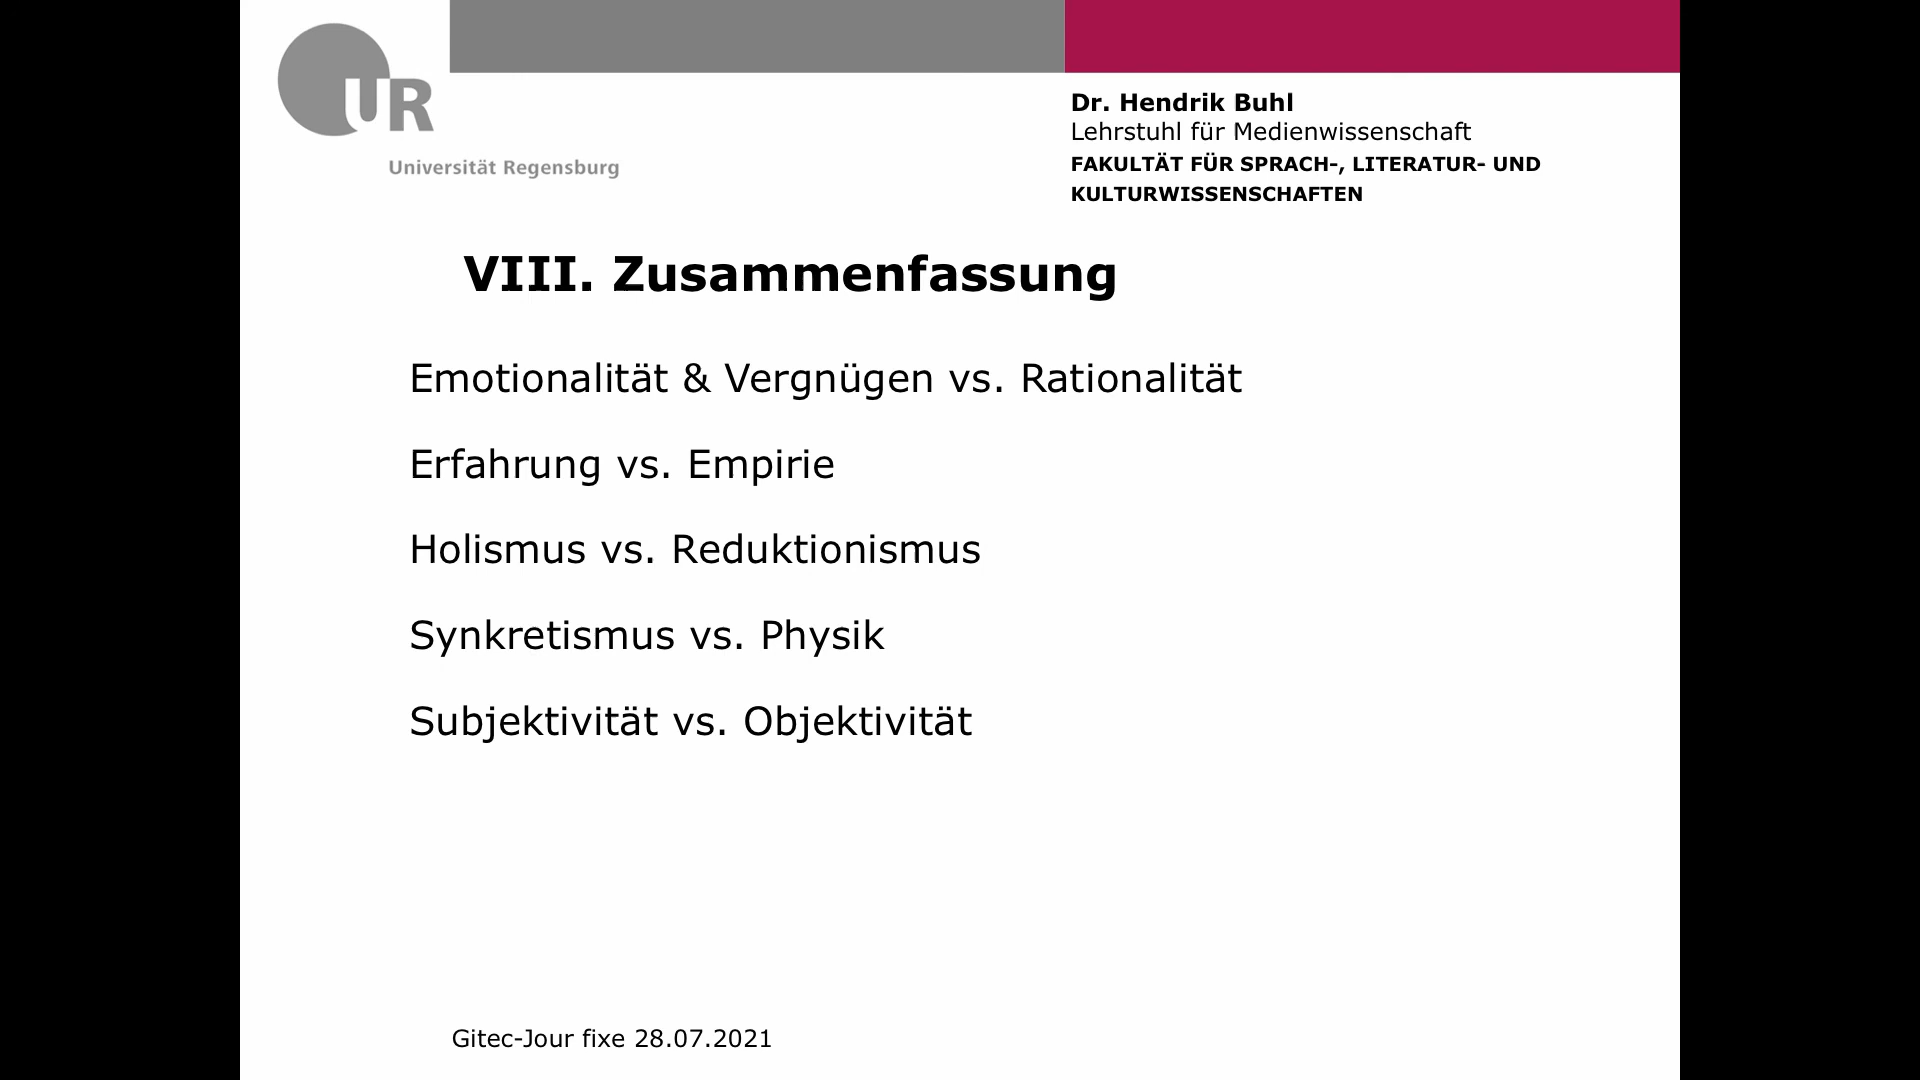 UR
Universität Regensburg
Dr. Hendrik Buhl
Lehrstuhl für Medienwissenschaft
FAKULTÄT FÜR SPRACH-, LITERATUR- UND
KULTURWISSENSCHAFTEN
VIII. Zusammenfassung
Emotionalität & Vergnügen vs. Rationalität
Erfahrung vs. Empirie
Holismus vs. Reduktionismus
Synkretismus vs. Physik
Subjektivität vs. Objektivität
Gitec-Jour fixe 28.07.2021